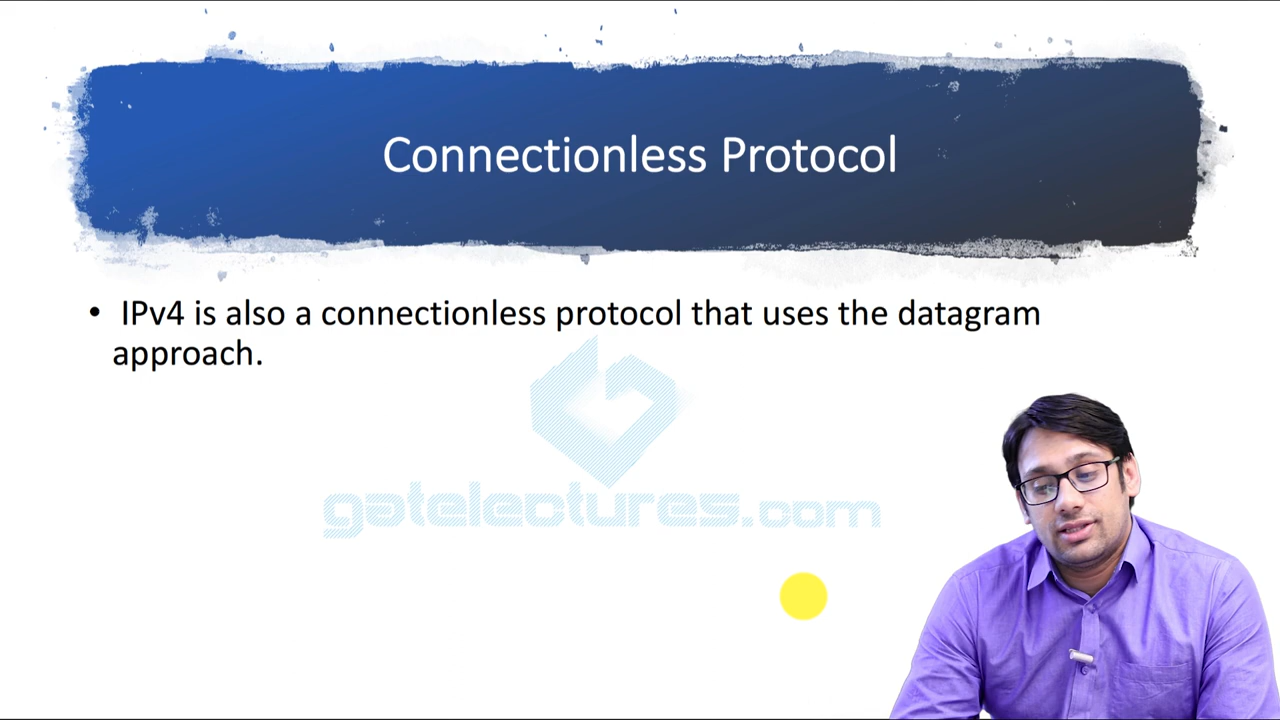 Connectionless Protocol
• IPv4 is also a connectionless protocol that uses the datagram
approach.
gatelectures.com